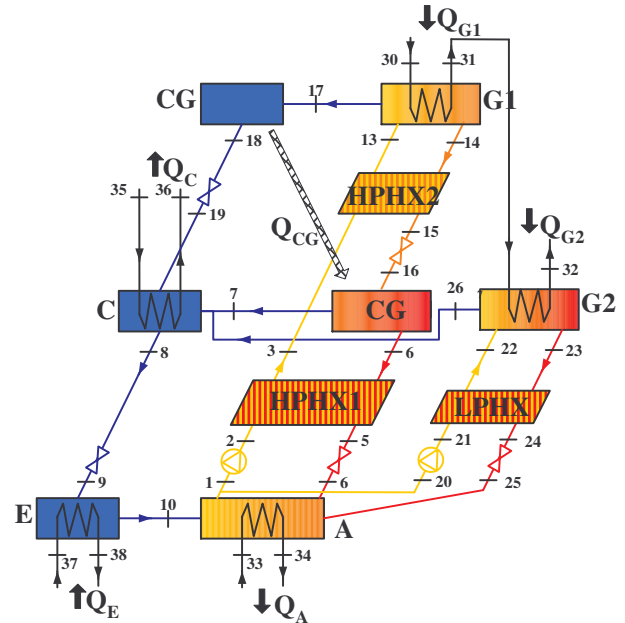 Q_G1
30 31
CG 17 G1
18 13 14
Q_C
35 36
HPHX2
Q_G2
19 15
Q_CG
16
32
7 26
C CG G2
8 3 6 22 23
HPHX1 LPHX
2 5 21 24
9 1 6 20 25
10
E A
37 38 33 34
Q_E Q_A